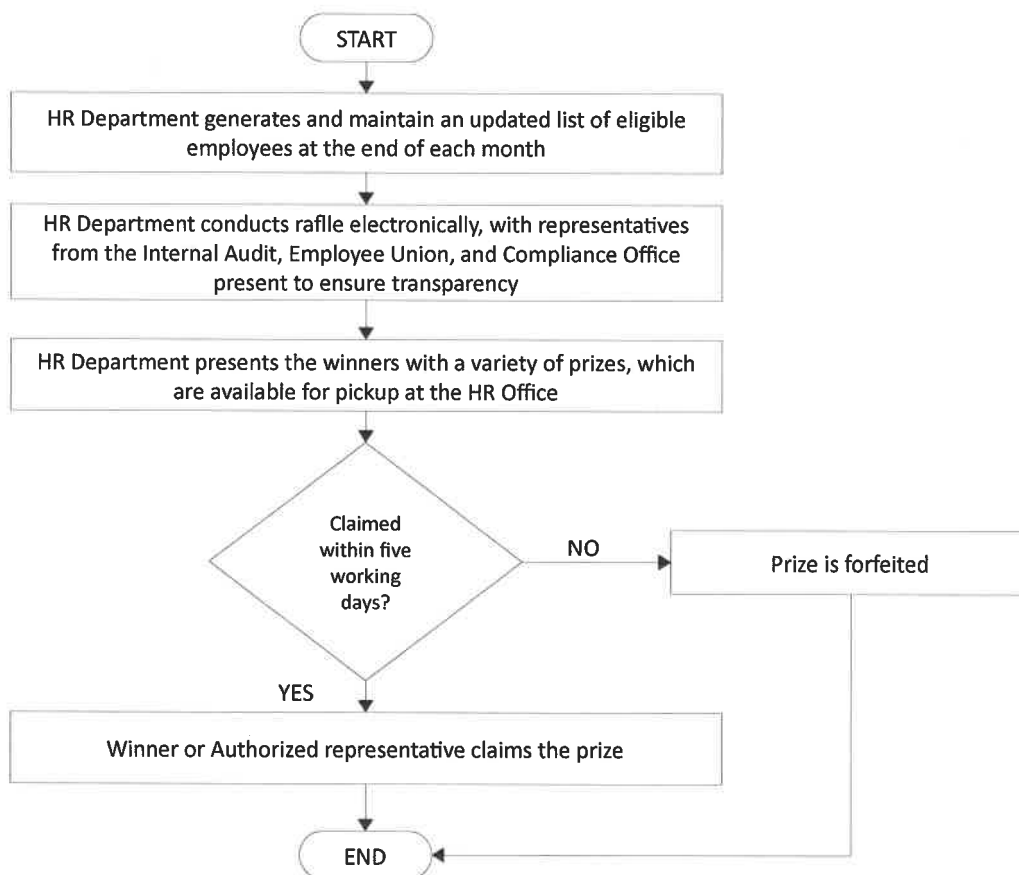 START
HR Department generates and maintain an updated list of eligible
employees at the end of each month
HR Department conducts rafile electronically, with representatives
from the Internal Audit, Employee Union, and Compliance Office
present to ensure transparency
HR Department presents the winners with a variety of prizes, which
are available for pickup at the HR Office
Claimed
within five
working
days?
NO
Prize is forfeited
YES
Winner or Authorized representative claims the prize
END